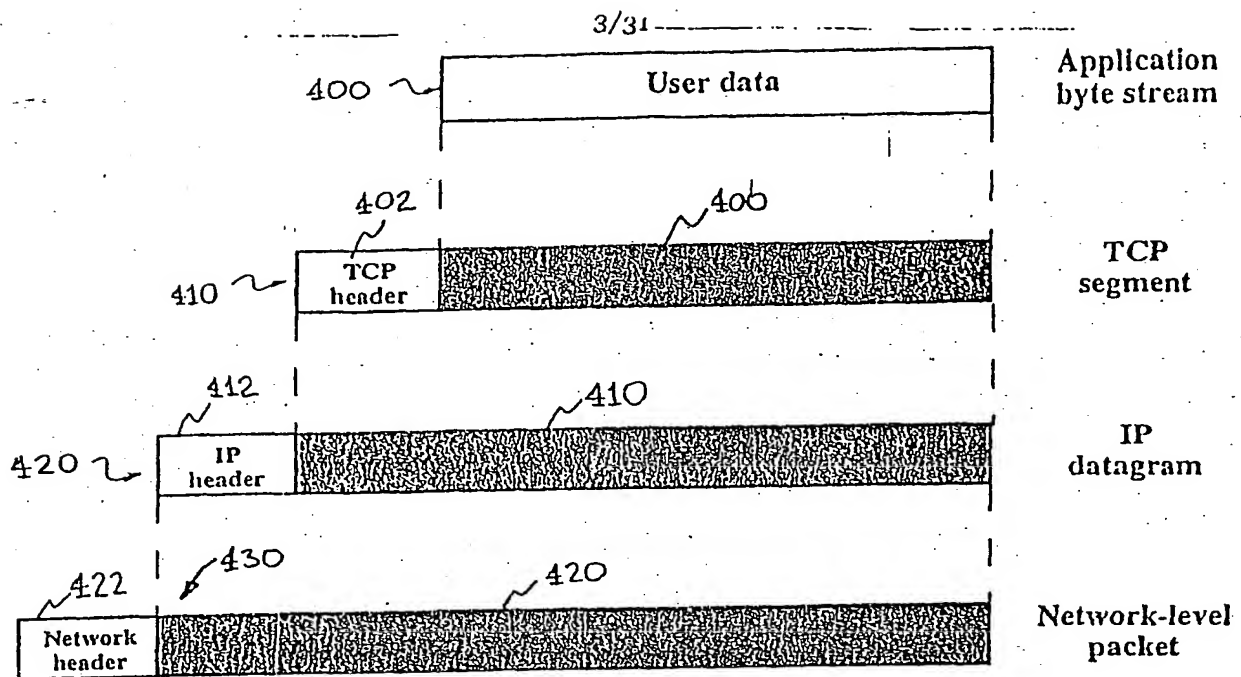 3/31
400
User data
Application
byte stream
402
406
410
TCP
header
TCP
segment
412
410
420
IP
header
IP
datagram
422
430
420
Network
header
Network-level
packet